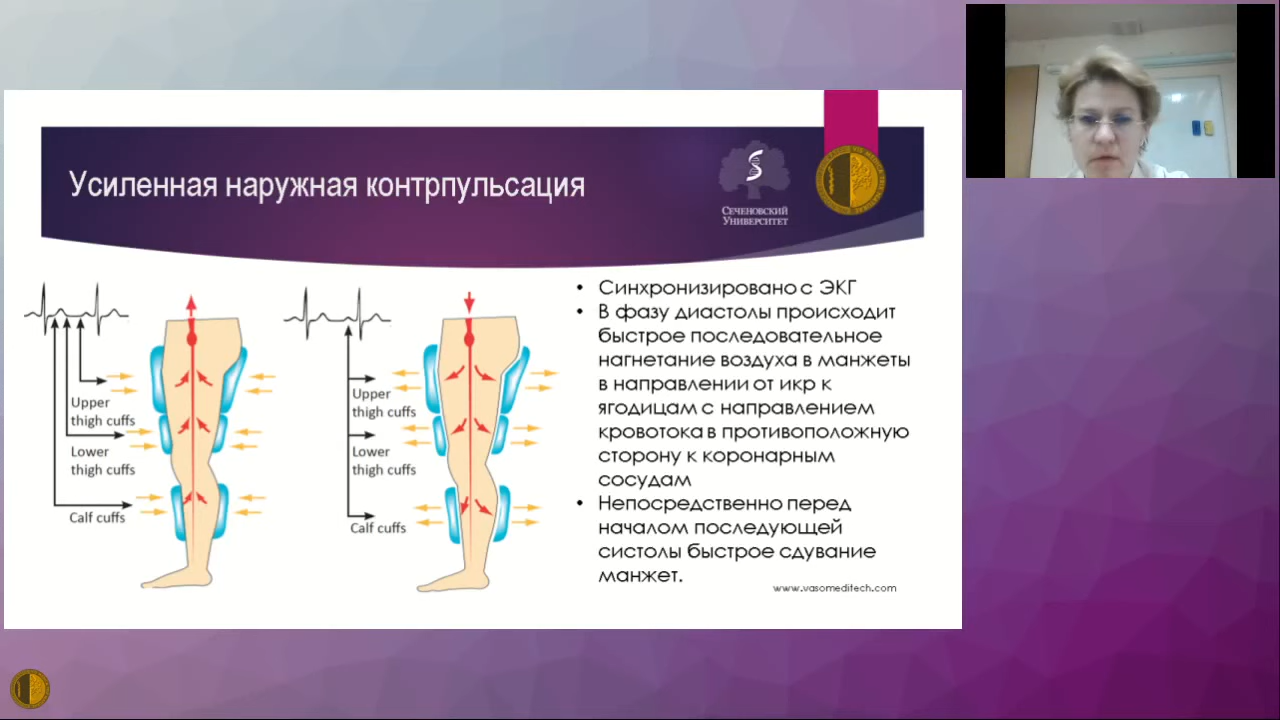 Усиленная наружная контрпульсация
СЕЧЕНОВСКИЙ
УНИВЕРСИТЕТ
Upper
thigh cuffs
Lower
thigh cuffs
Calf cuffs
Upper
thigh cuffs
Lower
thigh cuffs
Calf cuffs
• Синхронизировано с ЭКГ
• В фазу диастолы происходит
быстрое последовательное
нагнетание воздуха в манжеты
в направлении от икр к
ягодицам с направлением
кровотока в противоположную
сторону к коронарным
сосудам
• Непосредственно перед
началом последующей
систолы быстрое сдувание
манжет.
www.vasomeditech.com